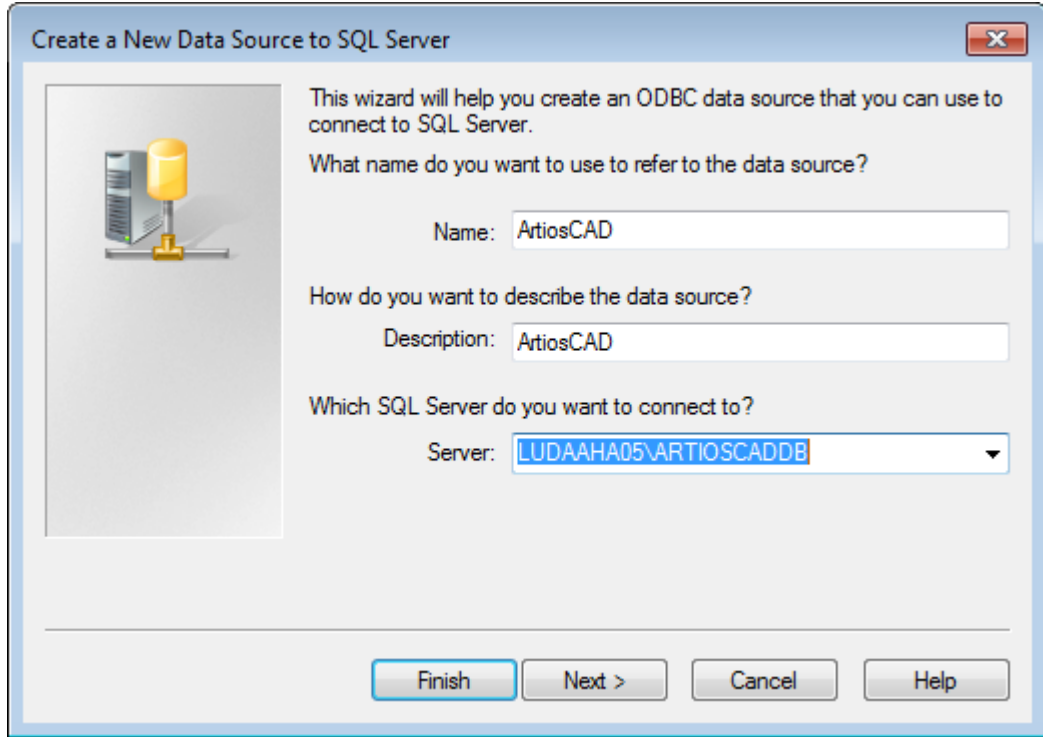 Create a New Data Source to SQL Server
This wizard will help you create an ODBC data source that you can use to
connect to SQL Server.
What name do you want to use to refer to the data source?
Name: ArtiosCAD
How do you want to describe the data source?
Description: ArtiosCAD
Which SQL Server do you want to connect to?
Server: LUDAAHA05\ARTIOSCADDB
Finish Next > Cancel Help